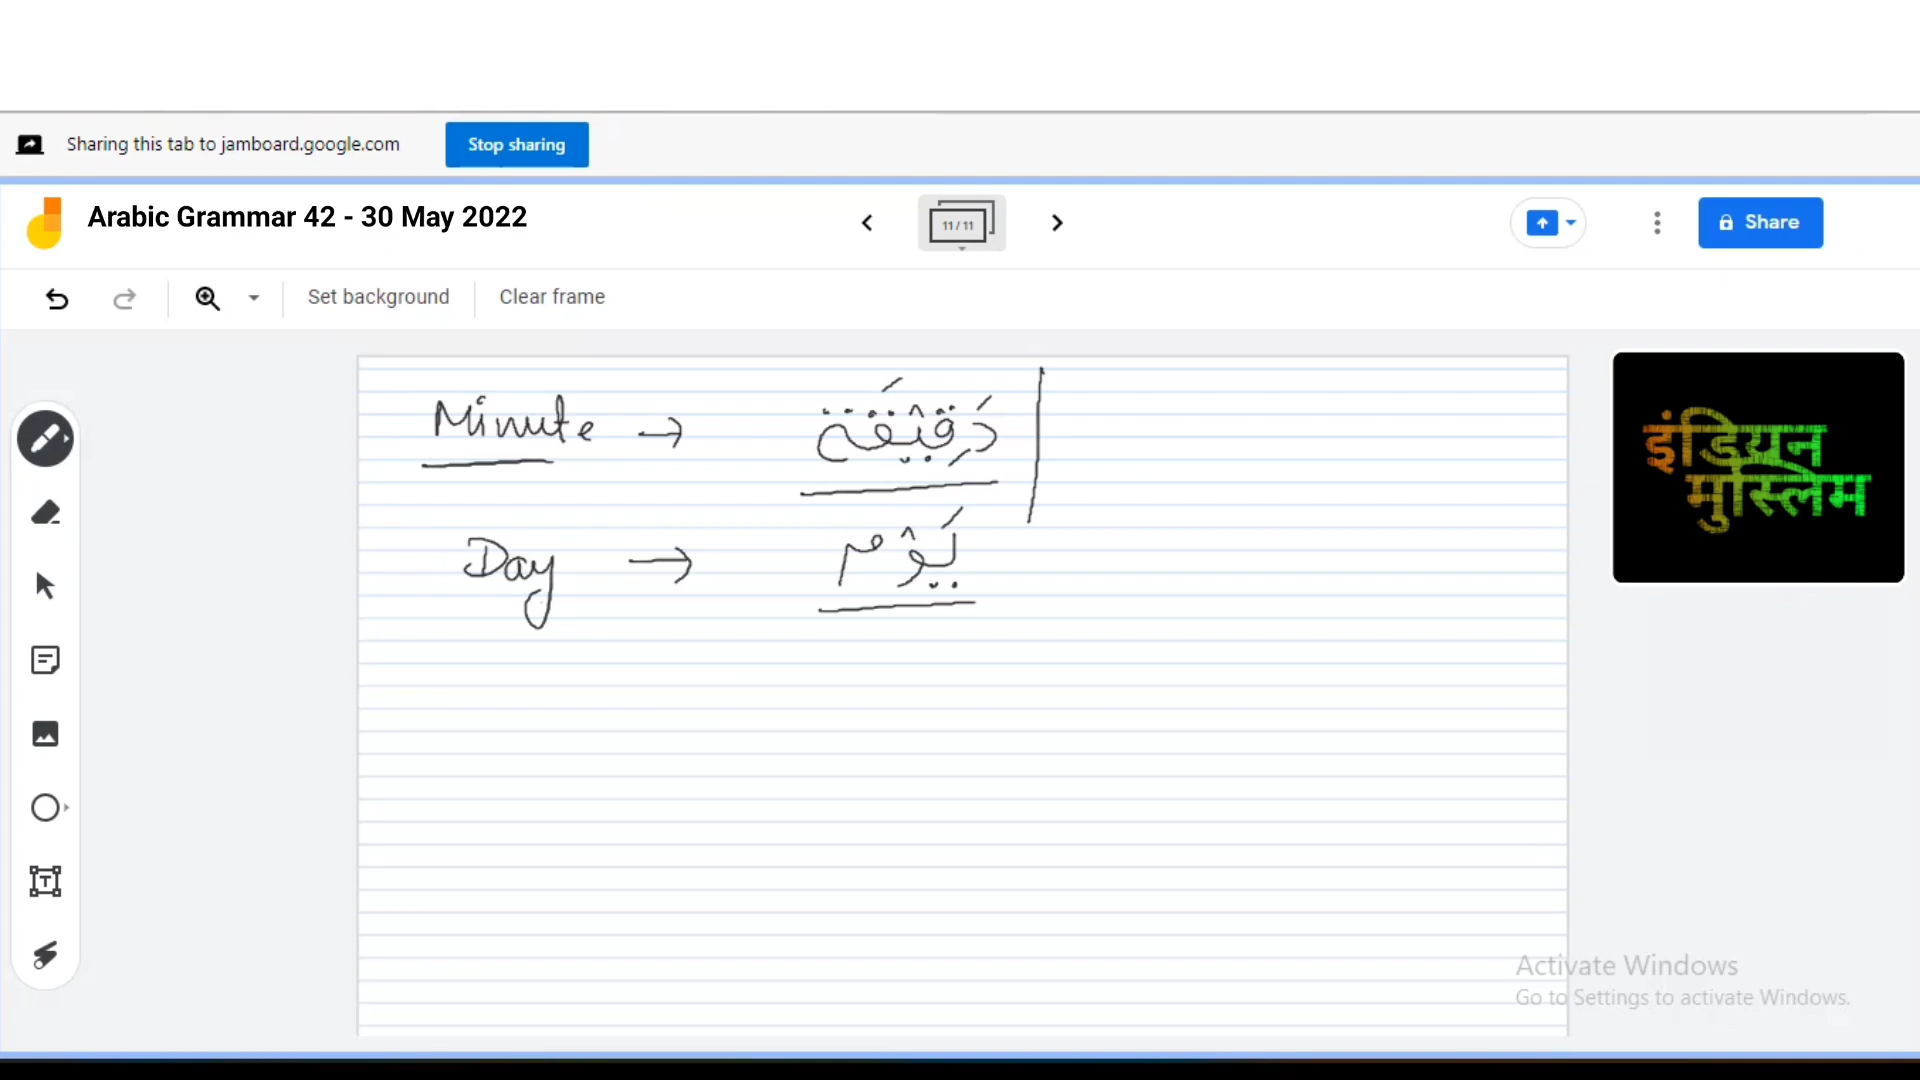 Sharing this tab to jamboard.google.com Stop sharing
Arabic Grammar 42 - 30 May 2022
11 / 11
Share
Set background Clear frame
Minute → دَقِيْقَة
Day → يَوْم
इंडियन
मुस्लिम
Activate Windows
Go to Settings to activate Windows.